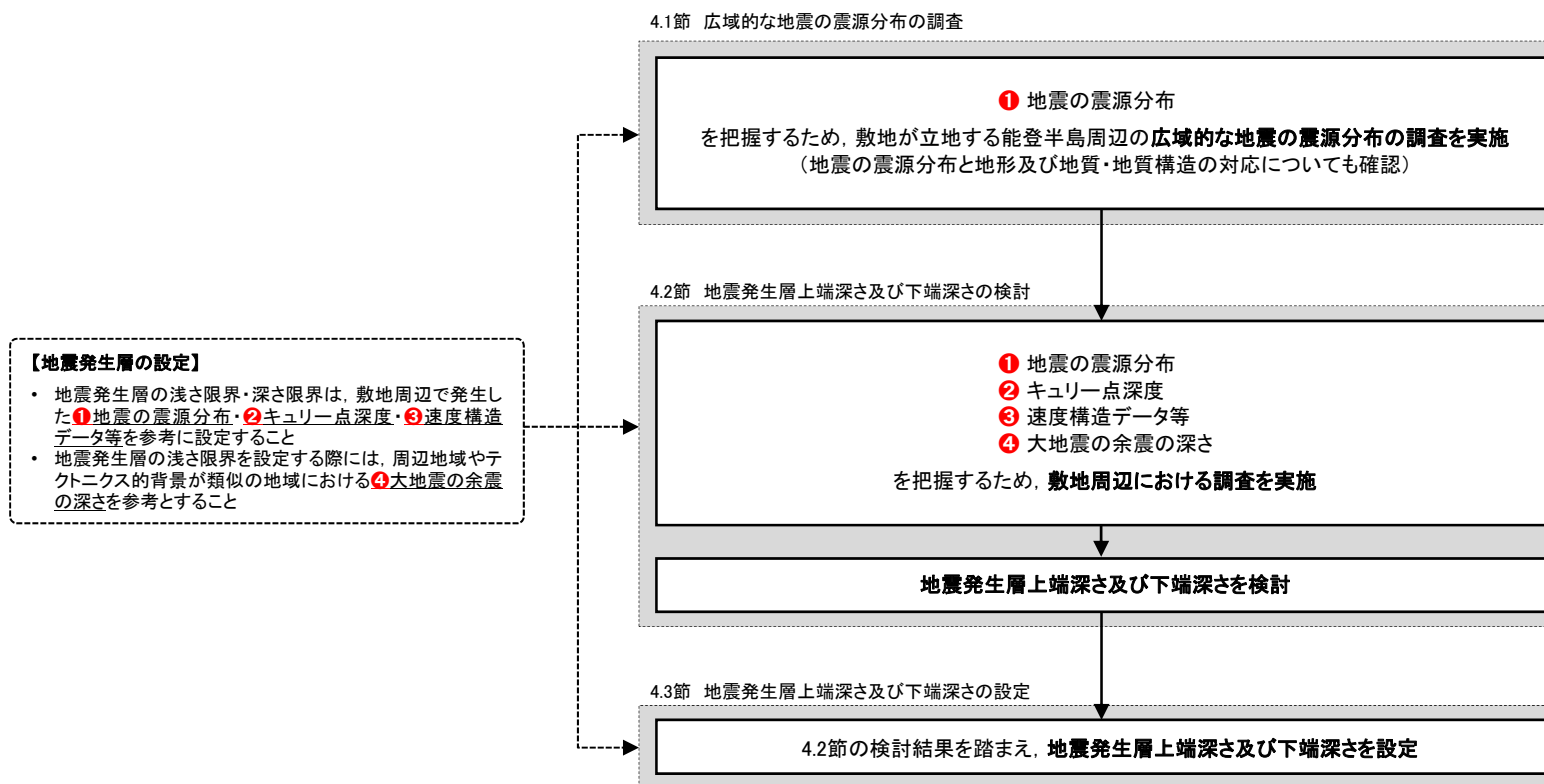 4.1節 広域的な地震の震源分布の調査
❶ 地震の震源分布
を把握するため，敷地が立地する能登半島周辺の広域的な地震の震源分布の調査を実施
（地震の震源分布と地形及び地質・地質構造の対応についても確認）
4.2節 地震発生層上端深さ及び下端深さの検討
❶ 地震の震源分布
❷ キュリー点深度
❸ 速度構造データ等
❹ 大地震の余震の深さ
を把握するため，敷地周辺における調査を実施
地震発生層上端深さ及び下端深さを検討
【地震発生層の設定】
• 地震発生層の浅さ限界・深さ限界は，敷地周辺で発生し
た❶地震の震源分布・❷キュリー点深度・❸速度構造
データ等を参考に設定すること
• 地震発生層の浅さ限界を設定する際には，周辺地域やテ
クトニクス的背景が類似の地域における❹大地震の余震
の深さを参考とすること
4.3節 地震発生層上端深さ及び下端深さの設定
4.2節の検討結果を踏まえ，地震発生層上端深さ及び下端深さを設定